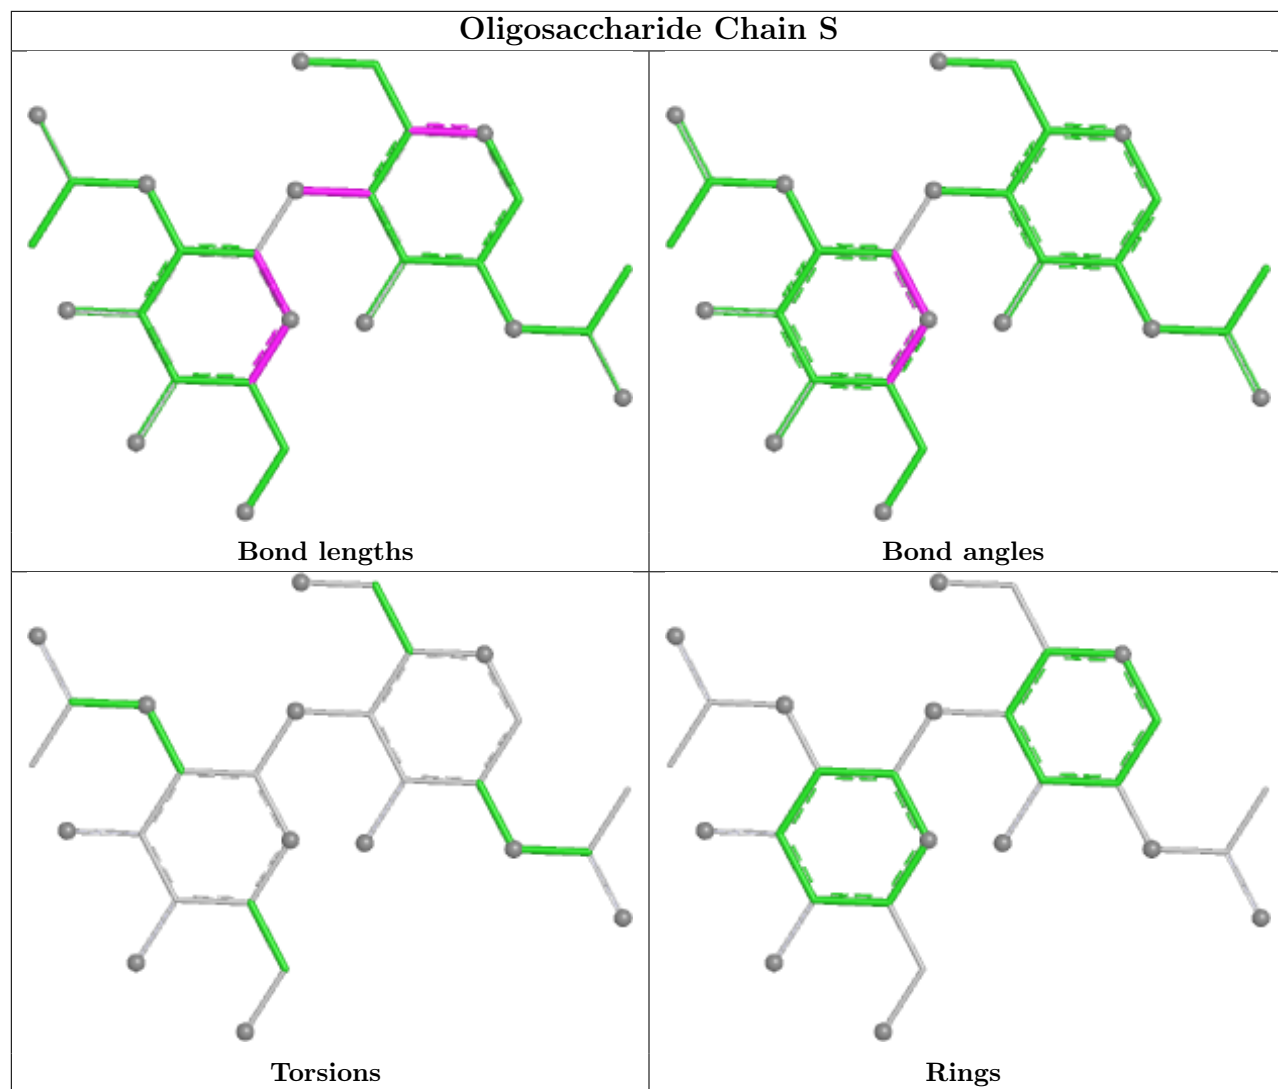 Oligosaccharide Chain S
Bond lengths
Bond angles
Torsions
Rings